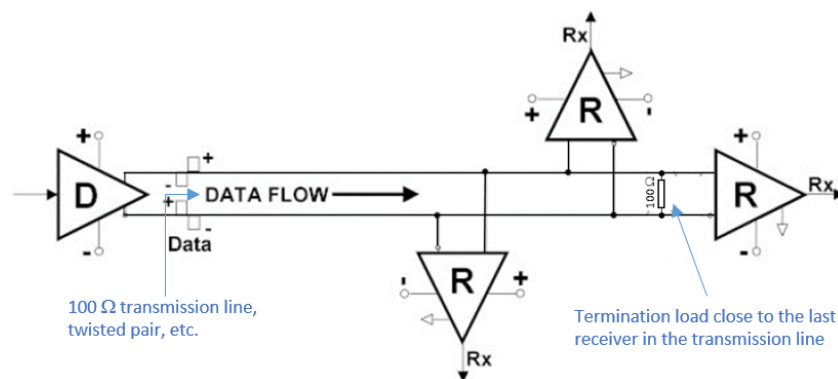 Rx
R
+
-
+
+
D
-
+
-
+
-
DATA FLOW
Data
100 Ω
R
Rx
-
R
-
+
Rx
100 Ω transmission line,
twisted pair, etc.
Termination load close to the last
receiver in the transmission line